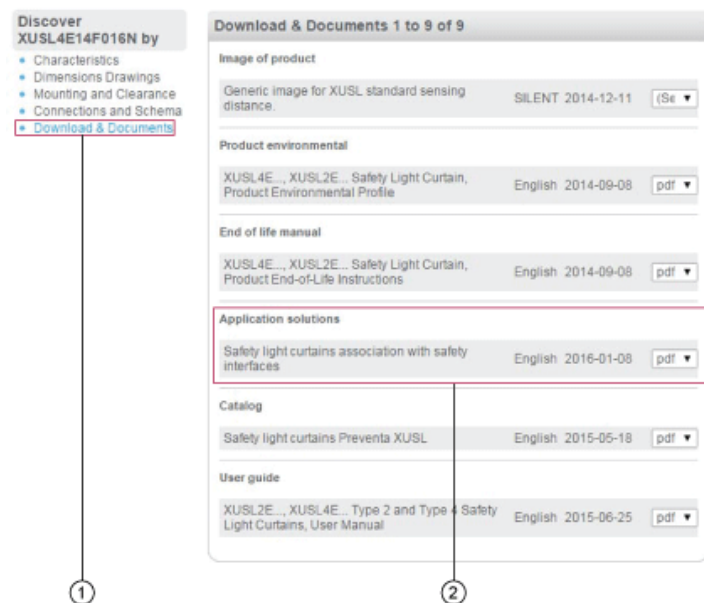 Discover
XUSL4E14F016N by
Characteristics
Dimensions Drawings
Mounting and Clearance
Connections and Schema
Download & Documents
Download & Documents 1 to 9 of 9
Image of product
Generic image for XUSL standard sensing
distance.
SILENT 2014-12-11 (Se
Product environmental
XUSL4E..., XUSL2E... Safety Light Curtain,
Product Environmental Profile
English 2014-09-08 pdf
End of life manual
XUSL4E..., XUSL2E... Safety Light Curtain,
Product End-of-Life Instructions
English 2014-09-08 pdf
Application solutions
Safety light curtains association with safety
interfaces
English 2016-01-08 pdf
Catalog
Safety light curtains Preventa XUSL English 2015-05-18 pdf
User guide
XUSL2E..., XUSL4E... Type 2 and Type 4 Safety
Light Curtains, User Manual
English 2015-06-25 pdf
1
2